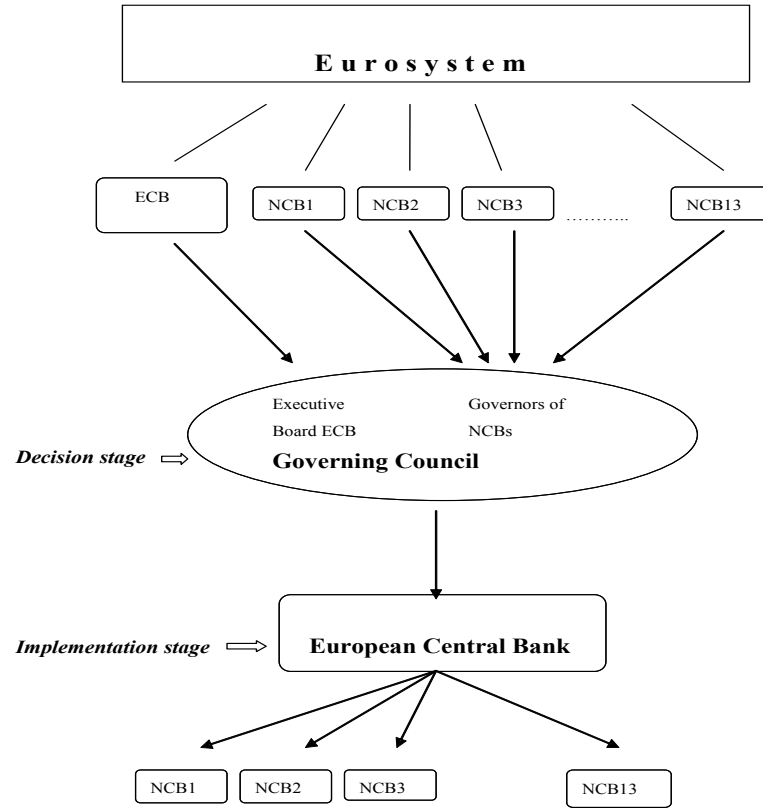 Eurosystem
ECB
NCB1
NCB2
NCB3
...........
NCB13
Executive
Board ECB
Governors of
NCBs
Governing Council
Decision stage
European Central Bank
Implementation stage
NCB1
NCB2
NCB3
NCB13